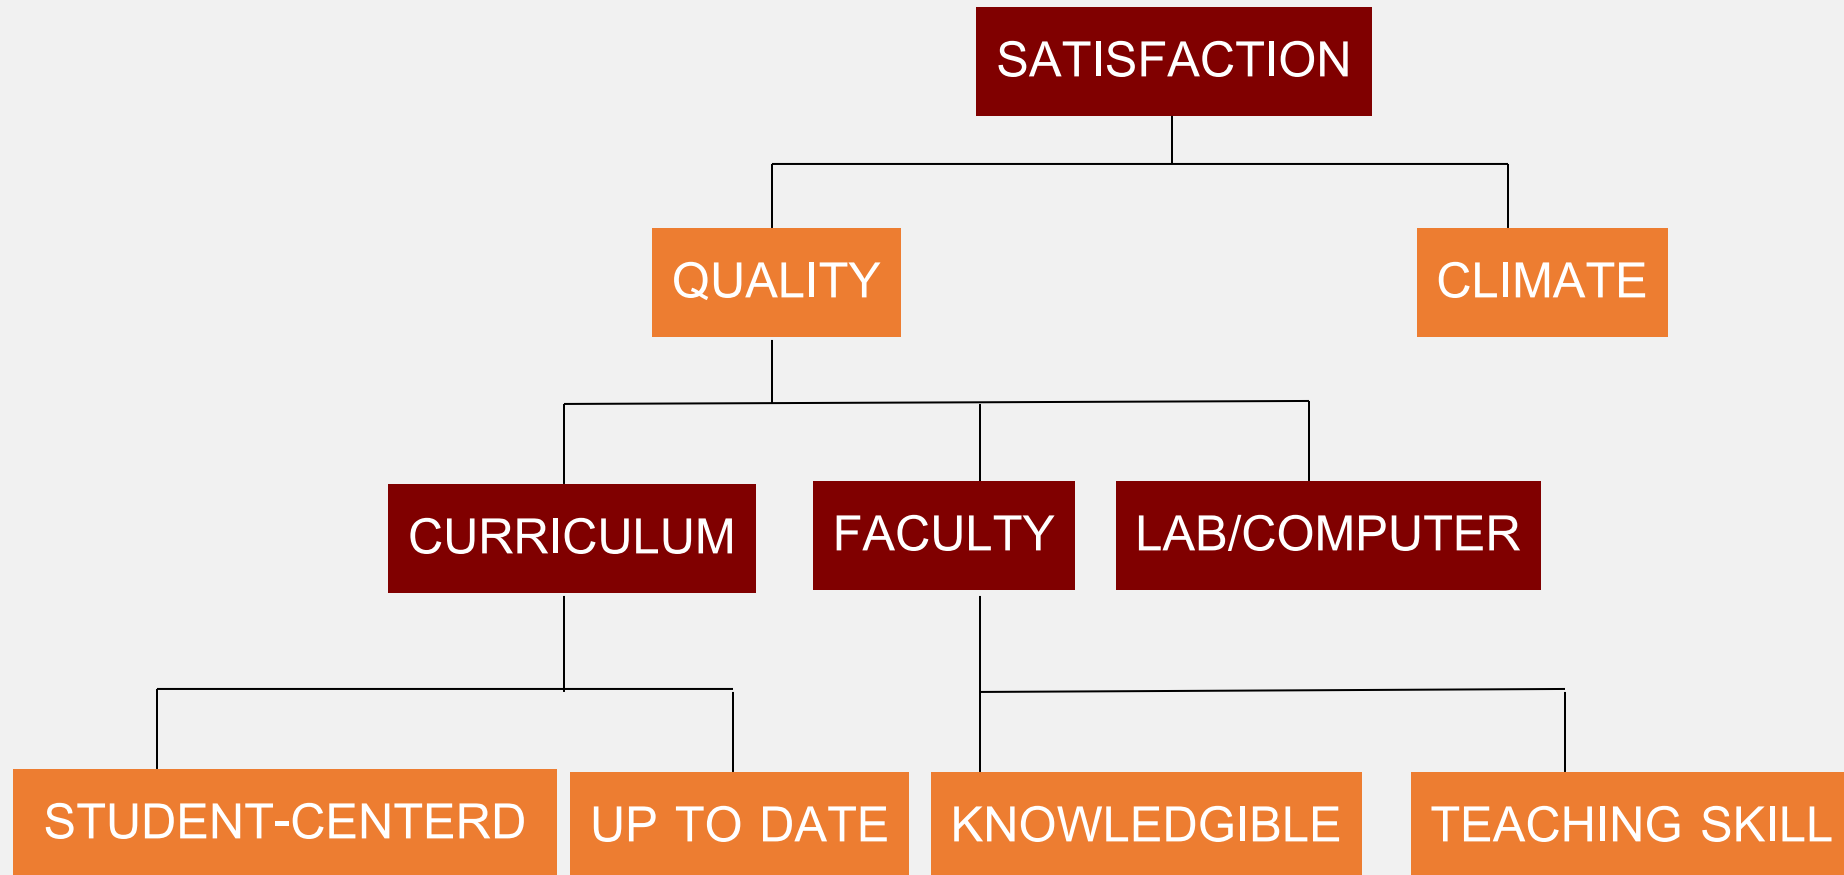 SATISFACTION
QUALITY
CLIMATE
CURRICULUM
FACULTY
LAB/COMPUTER
STUDENT-CENTERD
UP TO DATE
KNOWLEDGIBLE
TEACHING SKILL